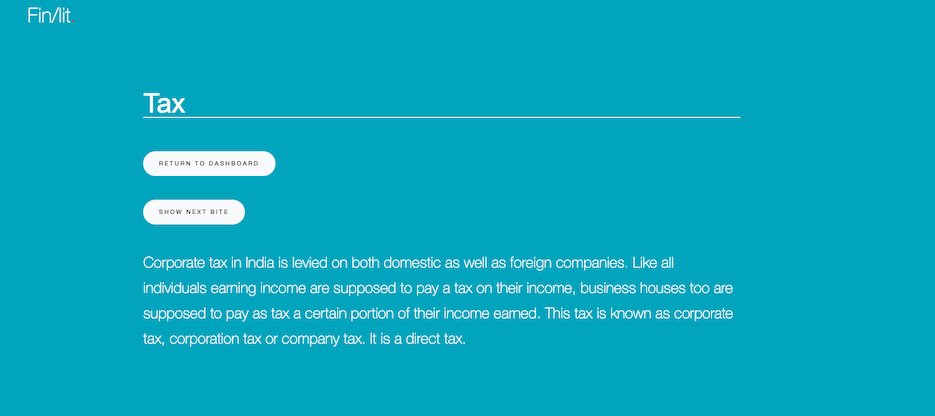 Fin/lit
Tax
RETURN TO DASHBOARD
SHOW NEXT BITE
Corporate tax in India is levied on both domestic as well as foreign companies. Like all
individuals earning income are supposed to pay a tax on their income, business houses too are
supposed to pay as tax a certain portion of their income earned. This tax is known as corporate
tax, corporation tax or company tax. It is a direct tax.